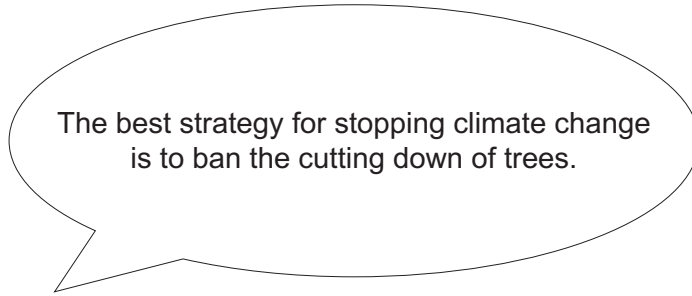 The best strategy for stopping climate change
is to ban the cutting down of trees.